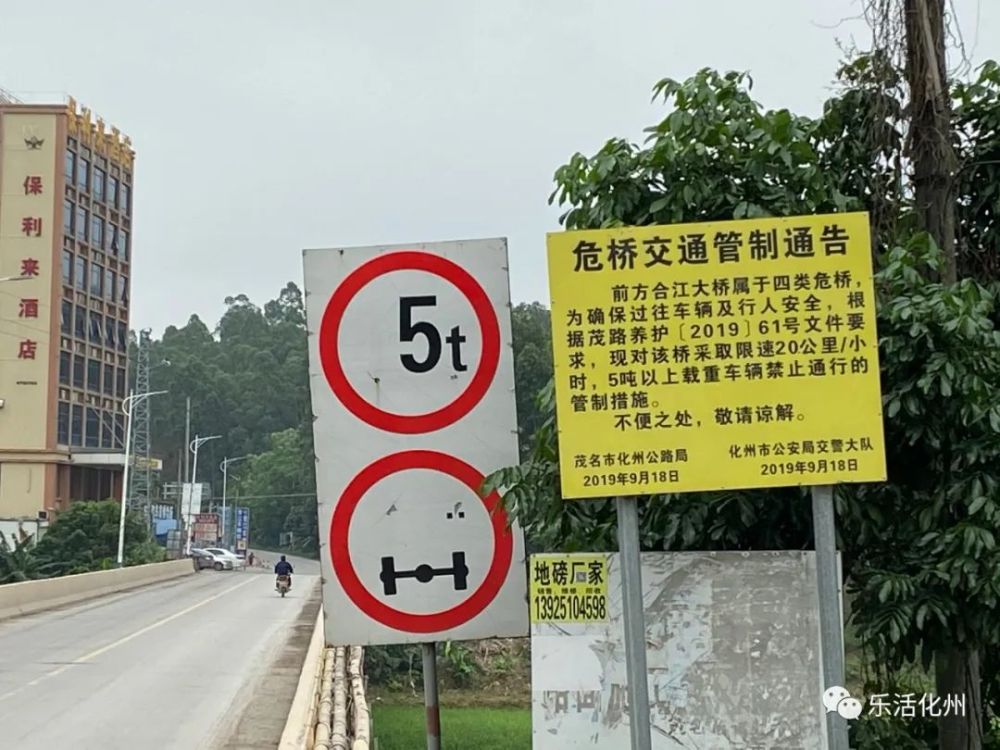 保利来酒店
5t
危桥交通管制通告
前方合江大桥属于四类危桥，
为确保过往车辆及行人安全，根
据茂路养护〔2019〕61号文件要
求，现对该桥采取限速20公里/小
时，5吨以上载重车辆禁止通行的
管制措施。
不便之处，敬请谅解。
茂名市化州公路局
2019年9月18日
化州市公安局交警大队
2019年9月18日
地磅厂家
销售 维修 回收
13925104598
乐活化州